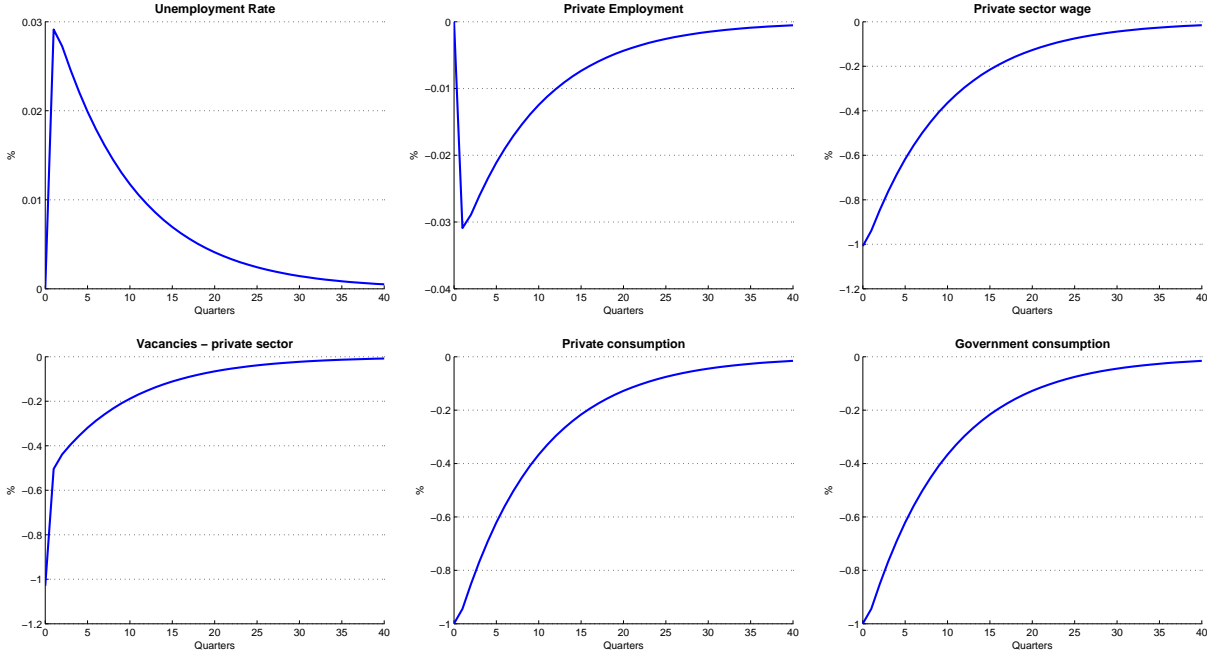 Unemployment Rate
0.03
0.02
0.01
0
%
0 5 10 15 20 25 30 35 40
Quarters
Private Employment
0
−0.01
−0.02
−0.03
−0.04
%
0 5 10 15 20 25 30 35 40
Quarters
Private sector wage
0
−0.2
−0.4
−0.6
−0.8
−1
−1.2
%
0 5 10 15 20 25 30 35 40
Quarters
Vacancies − private sector
0
−0.2
−0.4
−0.6
−0.8
−1
−1.2
%
0 5 10 15 20 25 30 35 40
Quarters
Private consumption
0
−0.2
−0.4
−0.6
−0.8
−1
%
0 5 10 15 20 25 30 35 40
Quarters
Government consumption
0
−0.2
−0.4
−0.6
−0.8
−1
%
0 5 10 15 20 25 30 35 40
Quarters